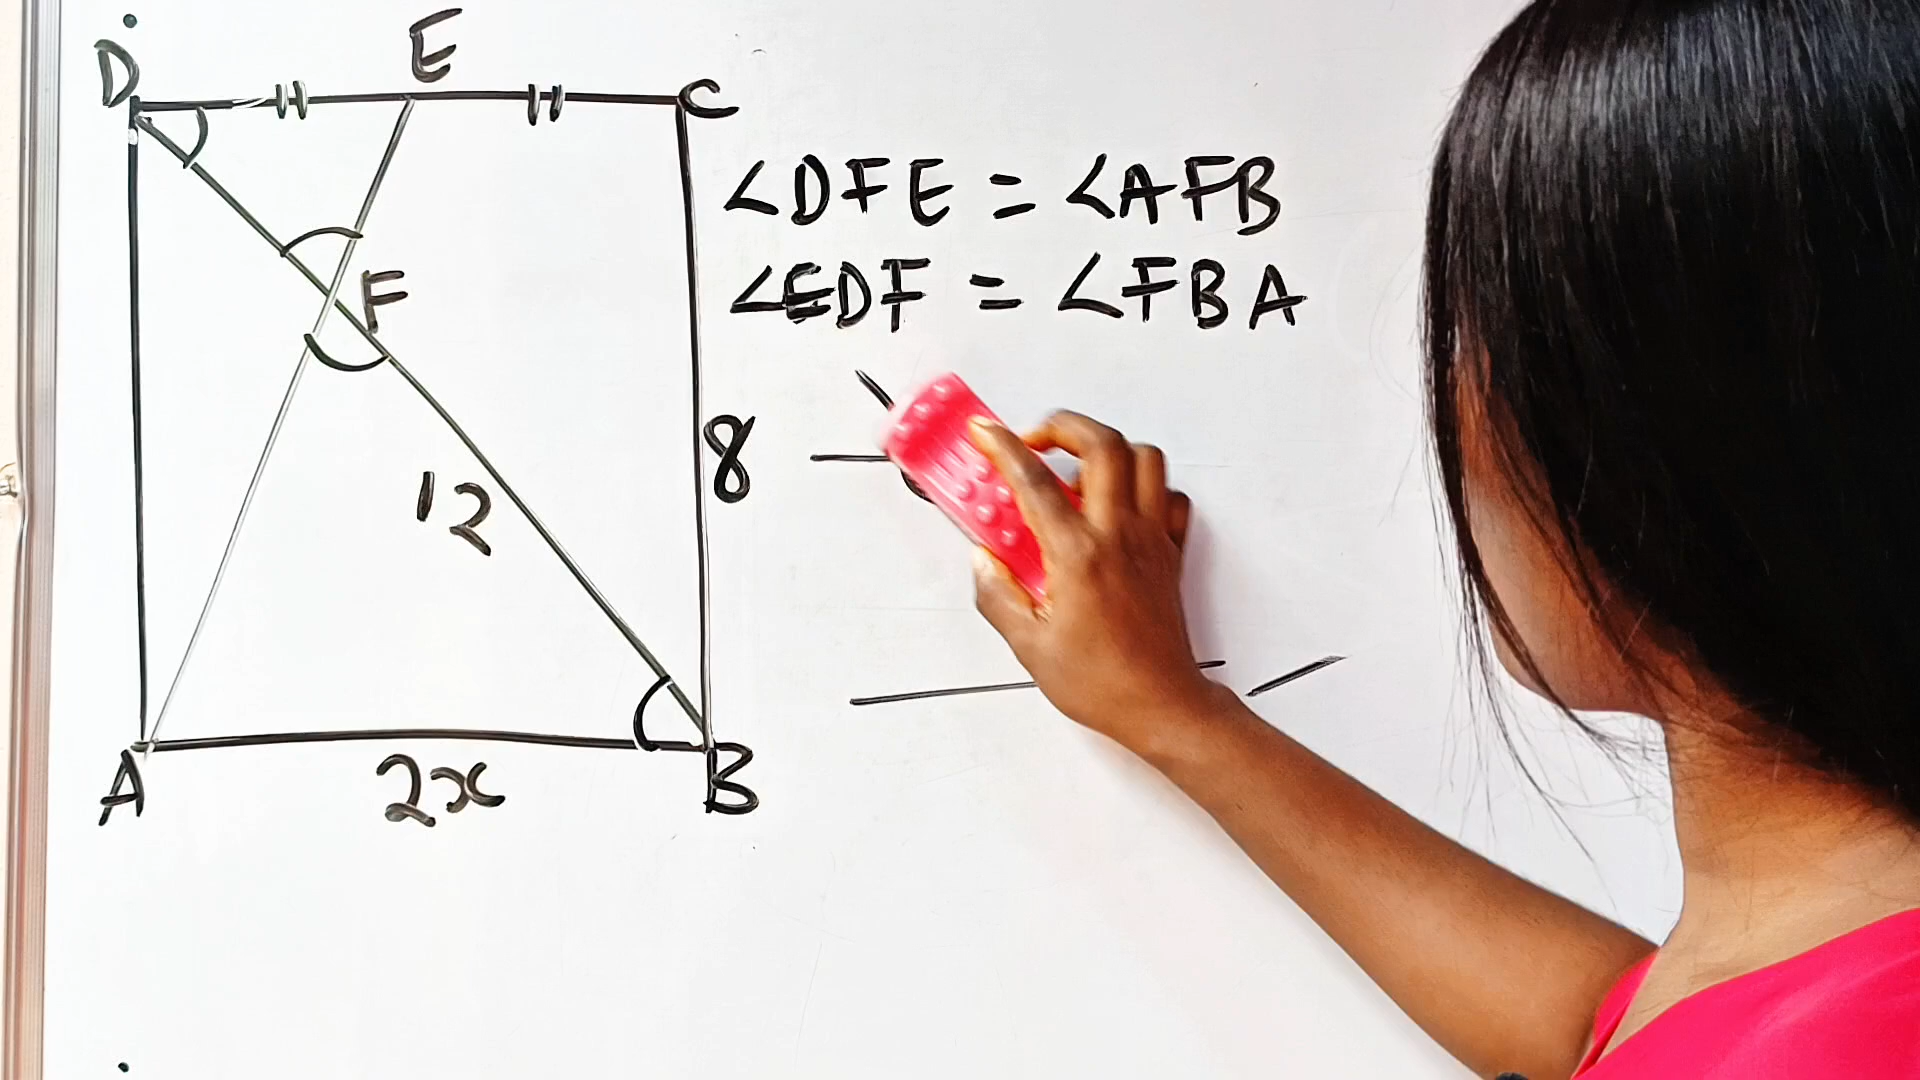 D
E
C
∠DFE = ∠AFB
∠EDF = ∠FBA
F
8
12
A
2x
B